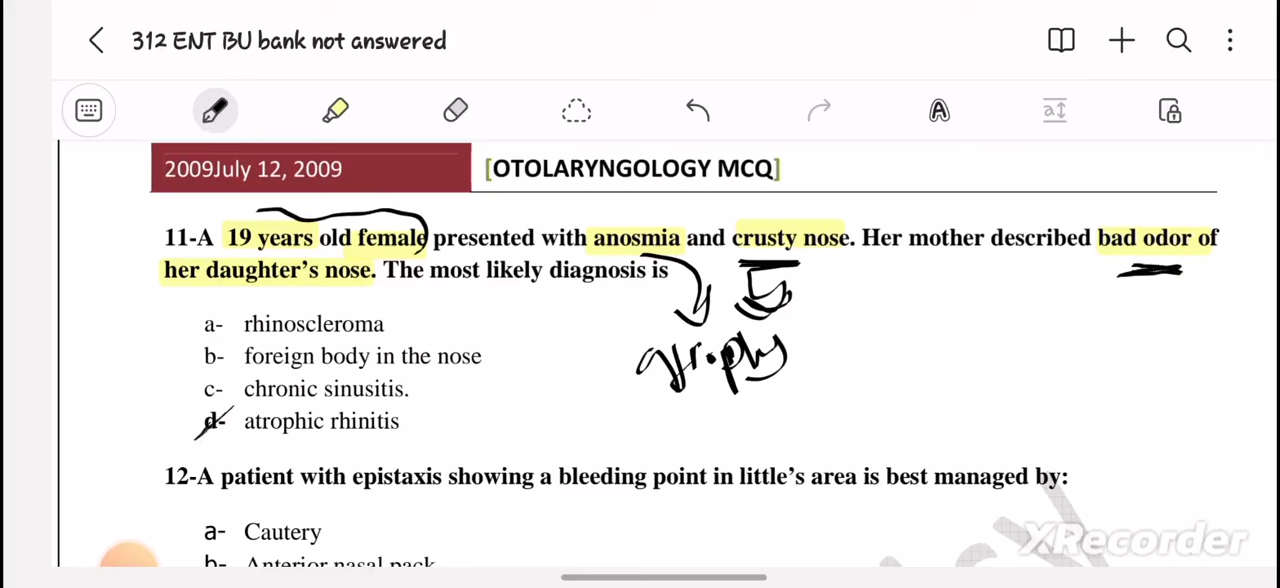 312 ENT BU bank not answered
2009July 12, 2009 [OTOLARYNGOLOGY MCQ]
11-A 19 years old female presented with anosmia and crusty nose. Her mother described bad odor of
her daughter's nose. The most likely diagnosis is
a- rhinoscleroma
b- foreign body in the nose
c- chronic sinusitis.
d- atrophic rhinitis
atrophy
12-A patient with epistaxis showing a bleeding point in little's area is best managed by:
a- Cautery
b- Anterior nasal pack
XRecorder